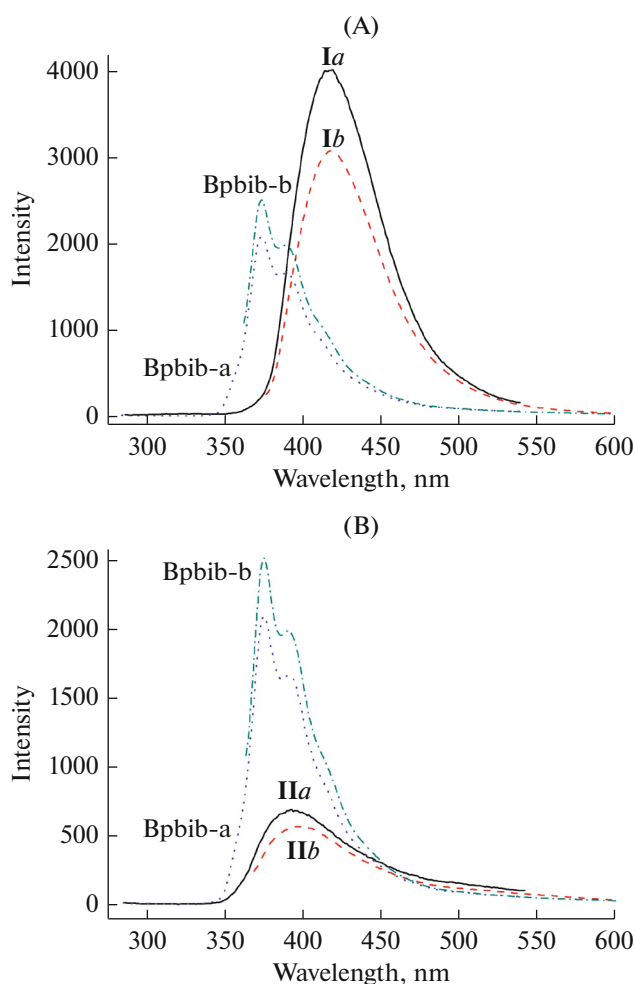 (A)
4000
Ia
3000
Ib
Bpbib-b
2000
Intensity
1000
Bpbib-a
0
300 350 400 450 500 550 600
Wavelength, nm
(B)
2500
Bpbib-b
2000
1500
Intensity
1000
IIa
Bpbib-a
500
IIb
0
300 350 400 450 500 550 600
Wavelength, nm